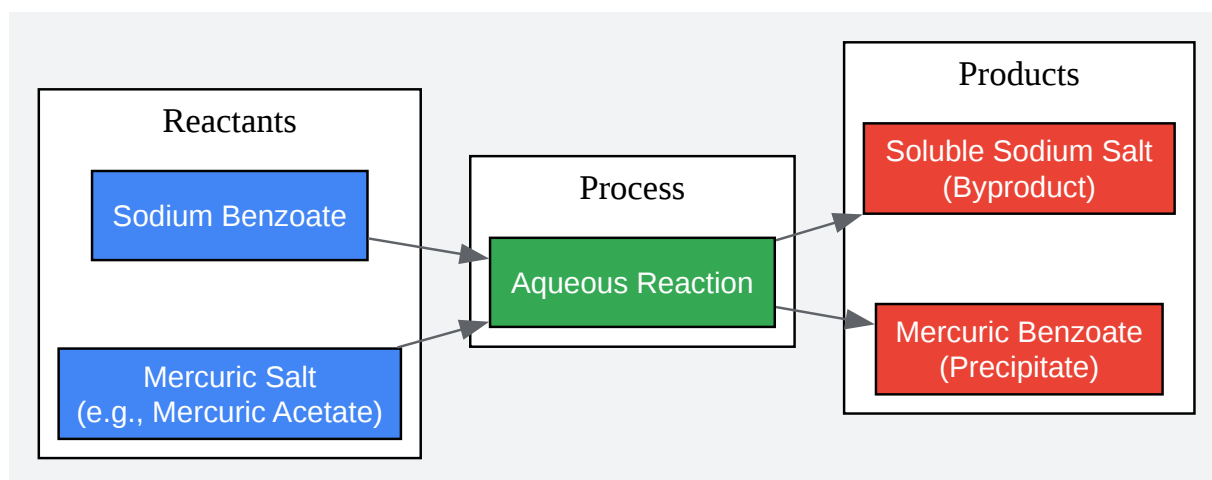 Reactants
Sodium Benzoate
Mercuric Salt
(e.g., Mercuric Acetate)
Process
Aqueous Reaction
Products
Soluble Sodium Salt
(Byproduct)
Mercuric Benzoate
(Precipitate)